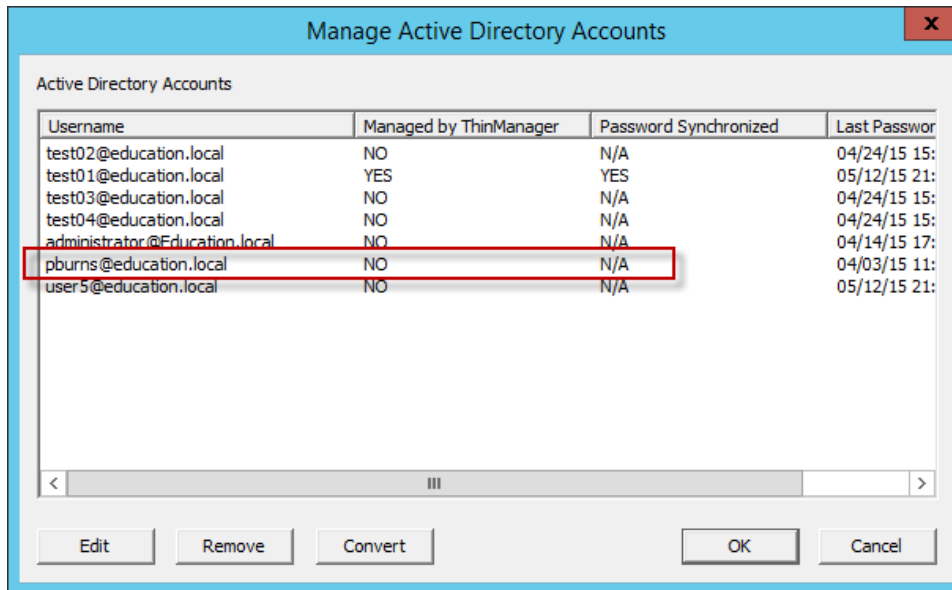 Manage Active Directory Accounts
x
Active Directory Accounts
Username Managed by ThinManager Password Synchronized Last Passwor
test02@education.local NO N/A 04/24/15 15:
test01@education.local YES YES 05/12/15 21:
test03@education.local NO N/A 04/24/15 15:
test04@education.local NO N/A 04/24/15 15:
administrator@Education.local NO N/A 04/14/15 17:
pburns@education.local NO N/A 04/03/15 11:
user5@education.local NO N/A 05/12/15 21:
Edit Remove Convert OK Cancel